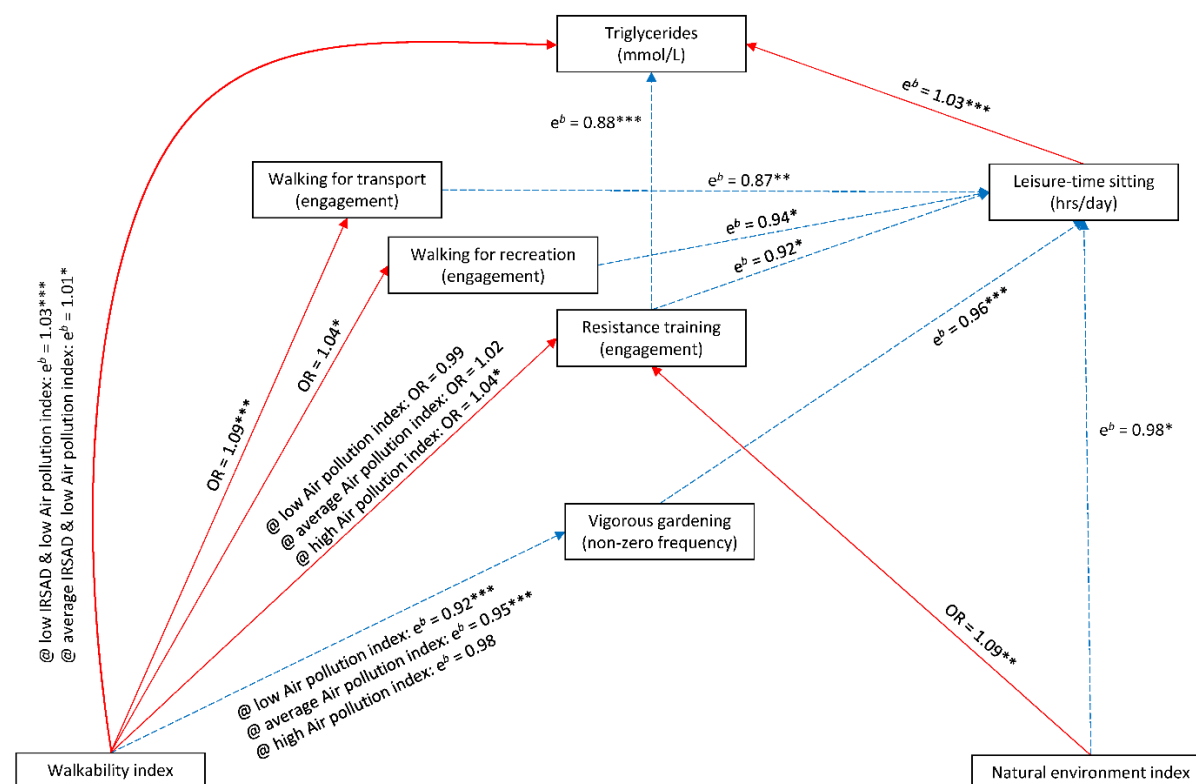 Triglycerides
(mmol/L)
e^b = 1.03***
e^b = 0.88***
Walking for transport
(engagement)
e^b = 0.87**
Leisure-time sitting
(hrs/day)
Walking for recreation
(engagement)
e^b = 0.94*
e^b = 0.92*
Resistance training
(engagement)
e^b = 0.96***
@ low IRSAD & low Air pollution index: e^b = 1.03***
@ average IRSAD & low Air pollution index: e^b = 1.01*
OR = 1.09***
OR = 1.04*
@ low Air pollution index: OR = 0.99
@ average Air pollution index: OR = 1.02
@ high Air pollution index: OR = 1.04*
e^b = 0.98*
Vigorous gardening
(non-zero frequency)
OR = 1.09**
@ low Air pollution index: e^b = 0.92***
@ average Air pollution index: e^b = 0.95***
@ high Air pollution index: e^b = 0.98
Walkability index
Natural environment index